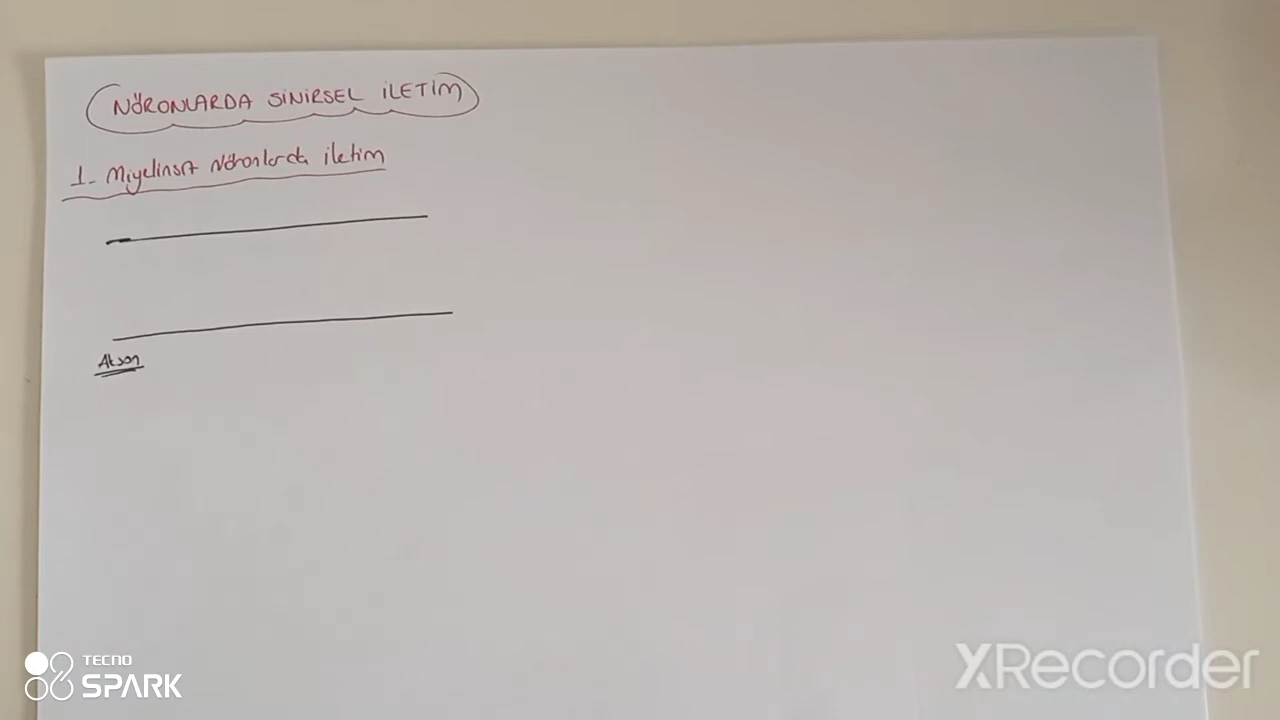 NÖRONLARDA SİNİRSEL İLETİM
1- Miyelinsiz Nöronlarda iletim
Akson
TECNO
SPARK
XRecorder